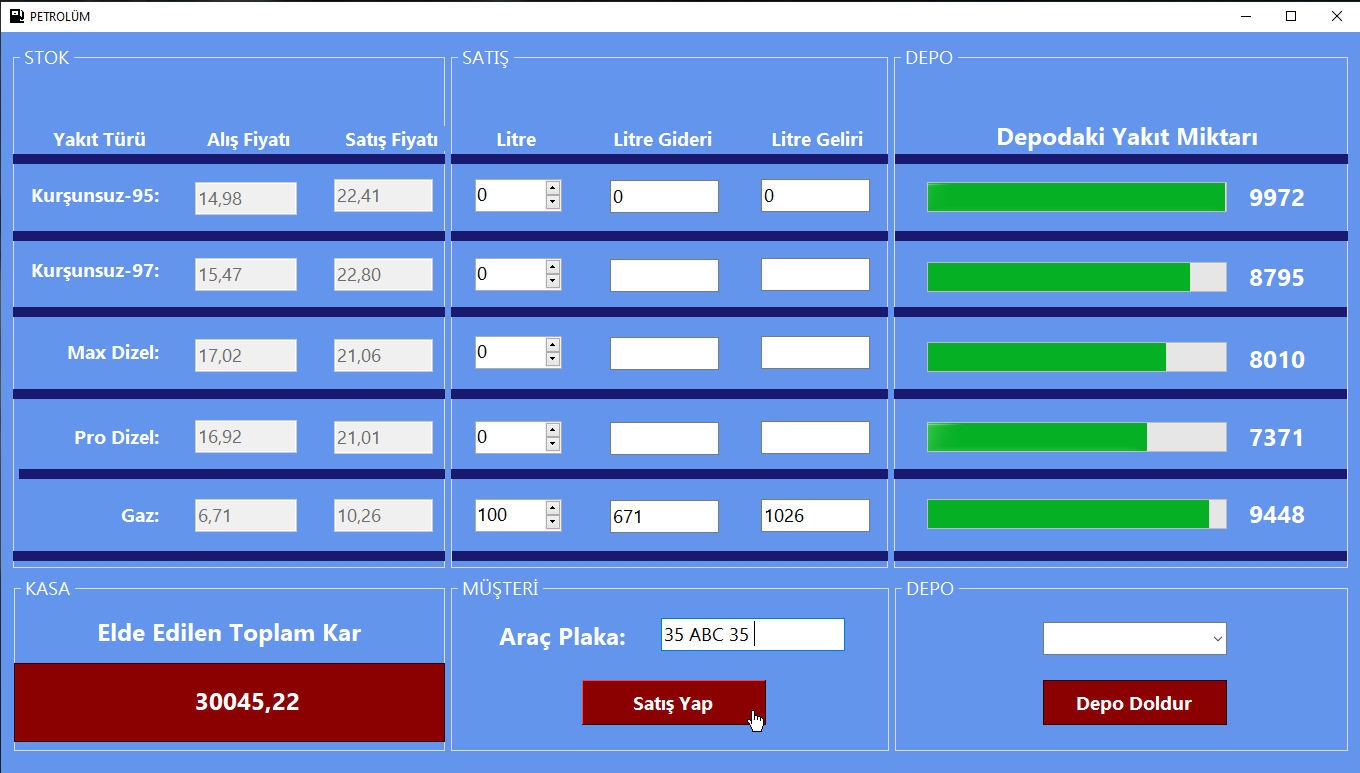 PETROLÜM
STOK SATIŞ DEPO
Yakıt Türü Alış Fiyatı Satış Fiyatı Litre Litre Gideri Litre Geliri Depodaki Yakıt Miktarı
Kurşunsuz-95: 14,98 22,41 0 0 0 9972
Kurşunsuz-97: 15,47 22,80 0 8795
Max Dizel: 17,02 21,06 0 8010
Pro Dizel: 16,92 21,01 0 7371
Gaz: 6,71 10,26 100 671 1026 9448
KASA MÜŞTERİ DEPO
Elde Edilen Toplam Kar Araç Plaka: 35 ABC 35
30045,22 Satış Yap Depo Doldur